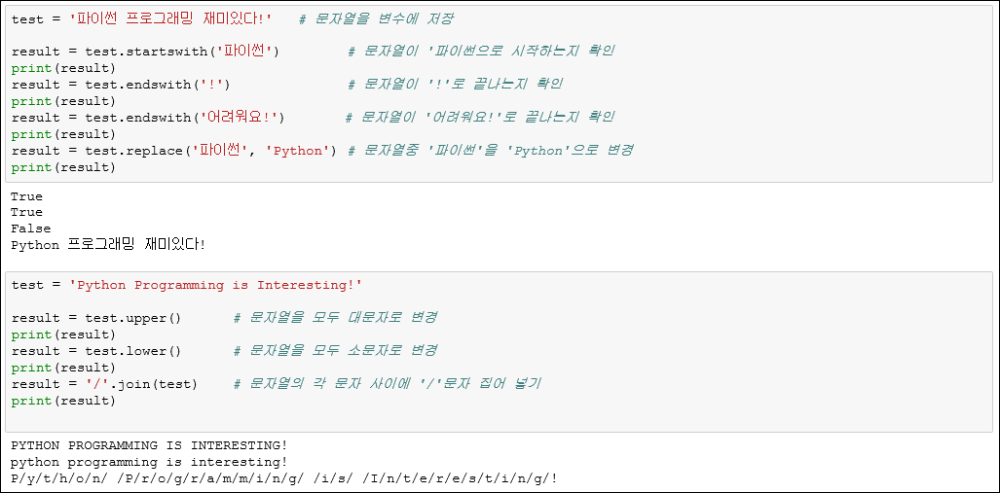 test = '파이썬 프로그래밍 재미있다!'   # 문자열을 변수에 저장
result = test.startswith('파이썬')         # 문자열이 '파이썬으로 시작하는지 확인
print(result)
result = test.endswith('!')               # 문자열이 '!'로 끝나는지 확인
print(result)
result = test.endswith('어려워요!')        # 문자열이 '어려워요!'로 끝나는지 확인
print(result)
result = test.replace('파이썬', 'Python') # 문자열중 '파이썬'을 'Python'으로 변경
print(result)
True
True
False
Python 프로그래밍 재미있다!
test = 'Python Programming is Interesting!'
result = test.upper()       # 문자열을 모두 대문자로 변경
print(result)
result = test.lower()       # 문자열을 모두 소문자로 변경
print(result)
result = '/'.join(test)     # 문자열의 각 문자 사이에 '/'문자 집어 넣기
print(result)
PYTHON PROGRAMMING IS INTERESTING!
python programming is interesting!
P/y/t/h/o/n/ /P/r/o/g/r/a/m/m/i/n/g/ /i/s/ /I/n/t/e/r/e/s/t/i/n/g/!